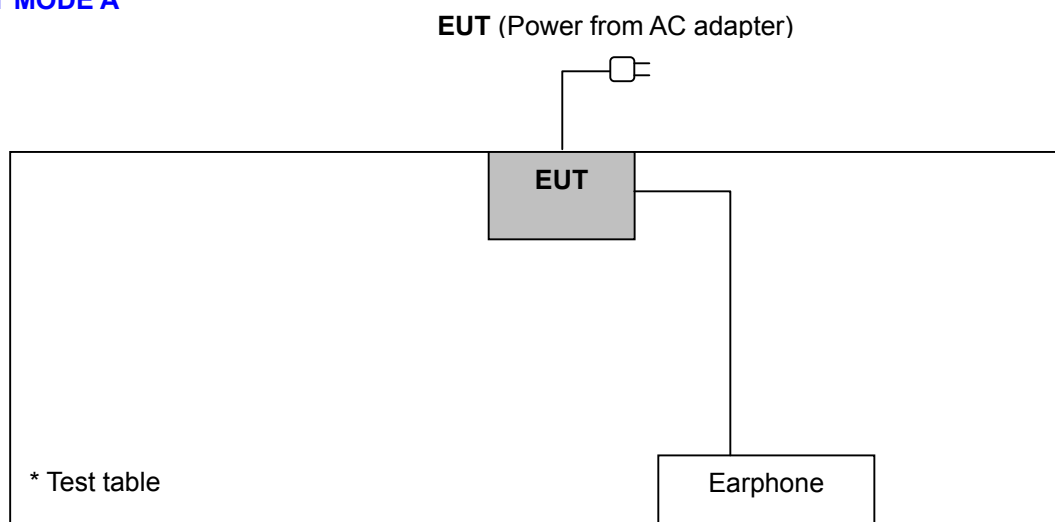 MODE A
EUT (Power from AC adapter)
EUT
* Test table
Earphone